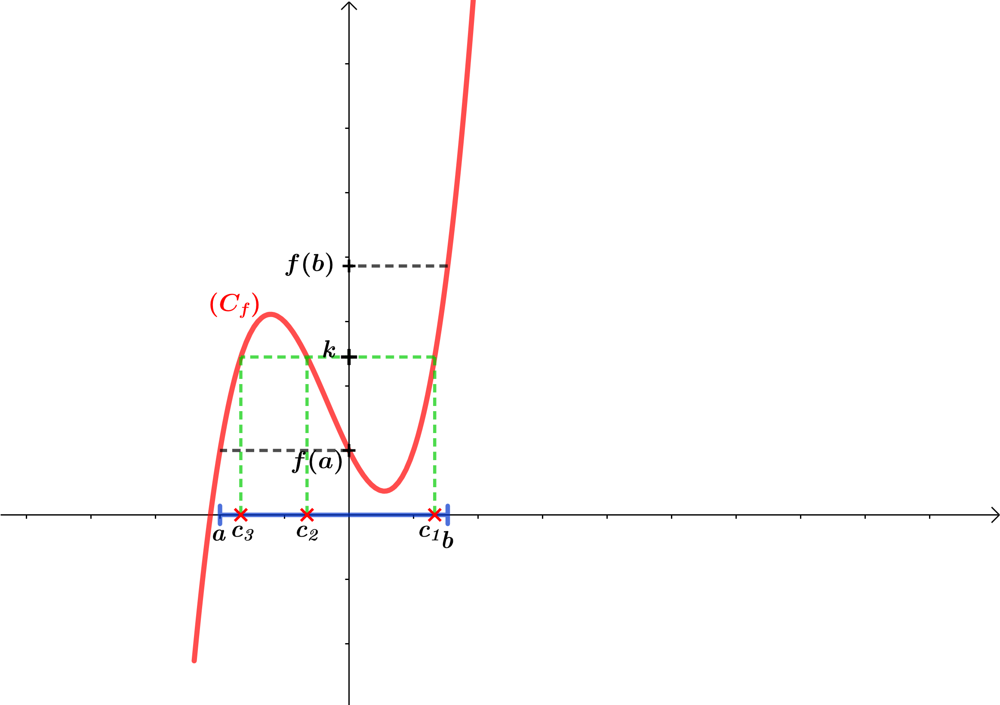 f(b)
(C_f)
k
f(a)
a c₃ c₂ c₁ b